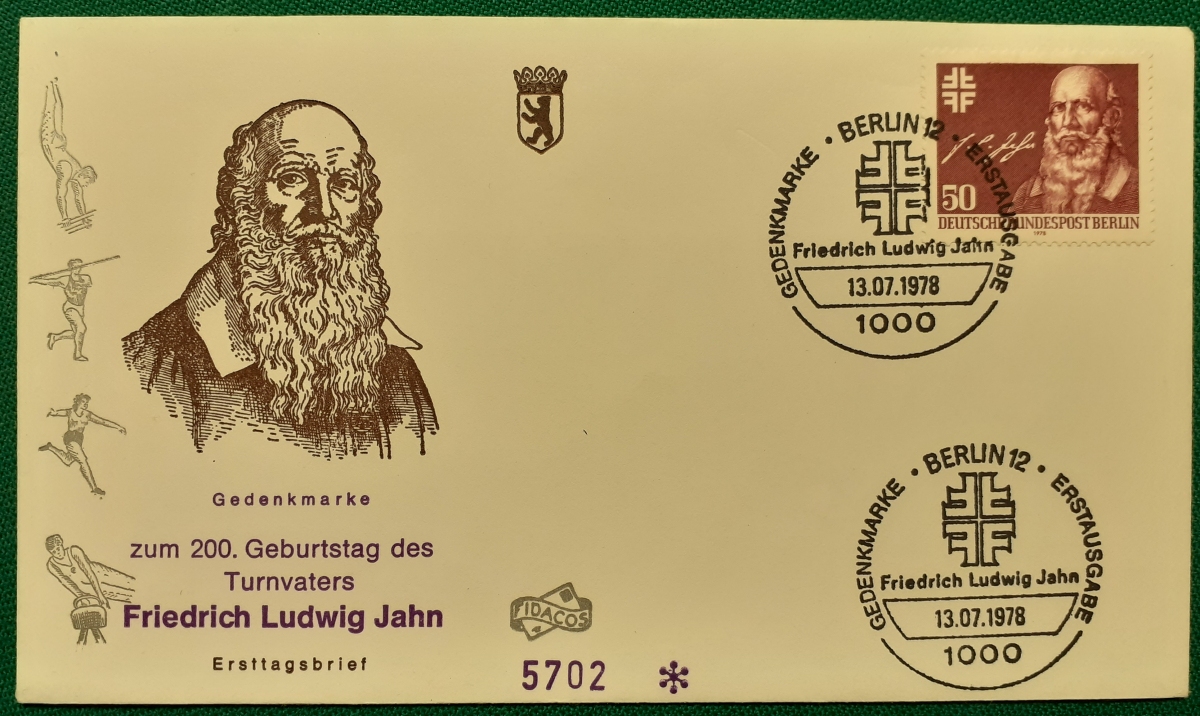 Gedenkmarke
zum 200. Geburtstag des
Turnvaters
Friedrich Ludwig Jahn
Ersttagsbrief
FIDACOS
5702 *
50
DEUTSCHE BUNDESPOST BERLIN
1978
GEDENKMARKE • BERLIN 12 • ERSTAUSGABE
Friedrich Ludwig Jahn
13.07.1978
1000
GEDENKMARKE • BERLIN 12 • ERSTAUSGABE
Friedrich Ludwig Jahn
13.07.1978
1000